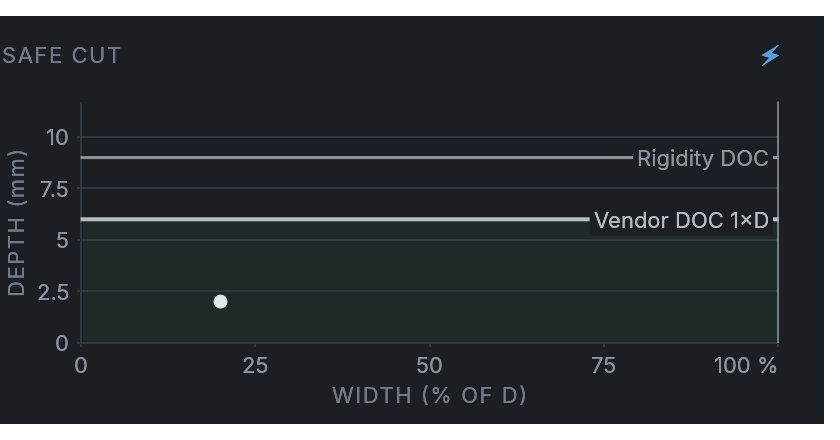 SAFE CUT
10
Rigidity DOC
7.5
Vendor DOC 1×D
5
2.5
0
DEPTH (mm)
0 25 50 75 100 %
WIDTH (% OF D)